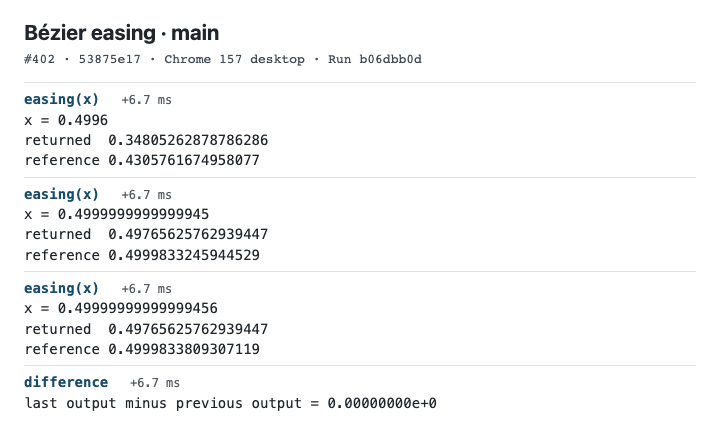 Bézier easing · main
#402 · 53875e17 · Chrome 157 desktop · Run b06dbb0d
easing(x) +6.7 ms
x = 0.4996
returned 0.34805262878786286
reference 0.4305761674958077
easing(x) +6.7 ms
x = 0.4999999999999945
returned 0.49765625762939447
reference 0.4999833245944529
easing(x) +6.7 ms
x = 0.49999999999999456
returned 0.49765625762939447
reference 0.4999833809307119
difference +6.7 ms
last output minus previous output = 0.00000000e+0